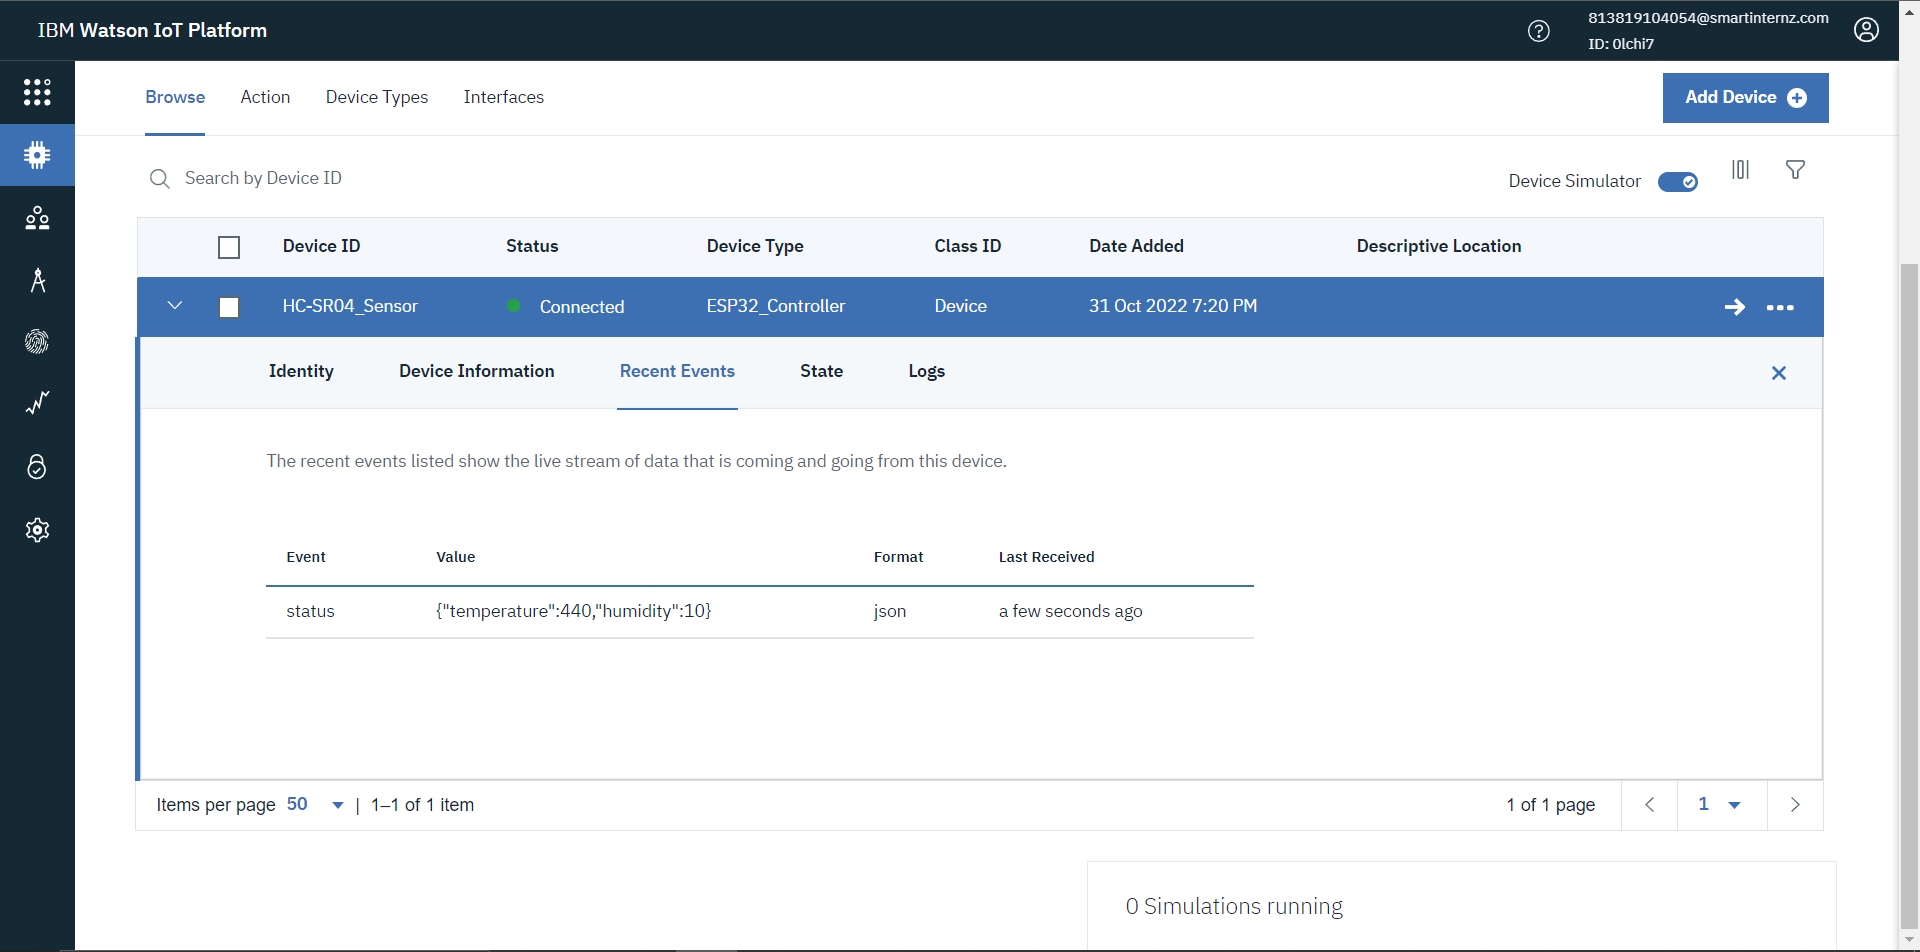 IBM Watson IoT Platform
813819104054@smartinternz.com
ID: 0lchi7
Browse Action Device Types Interfaces
Add Device
Search by Device ID
Device Simulator
Device ID Status Device Type Class ID Date Added Descriptive Location
HC-SR04_Sensor Connected ESP32_Controller Device 31 Oct 2022 7:20 PM
Identity Device Information Recent Events State Logs
The recent events listed show the live stream of data that is coming and going from this device.
Event Value Format Last Received
status {"temperature":440,"humidity":10} json a few seconds ago
Items per page 50 | 1–1 of 1 item
1 of 1 page 1
0 Simulations running